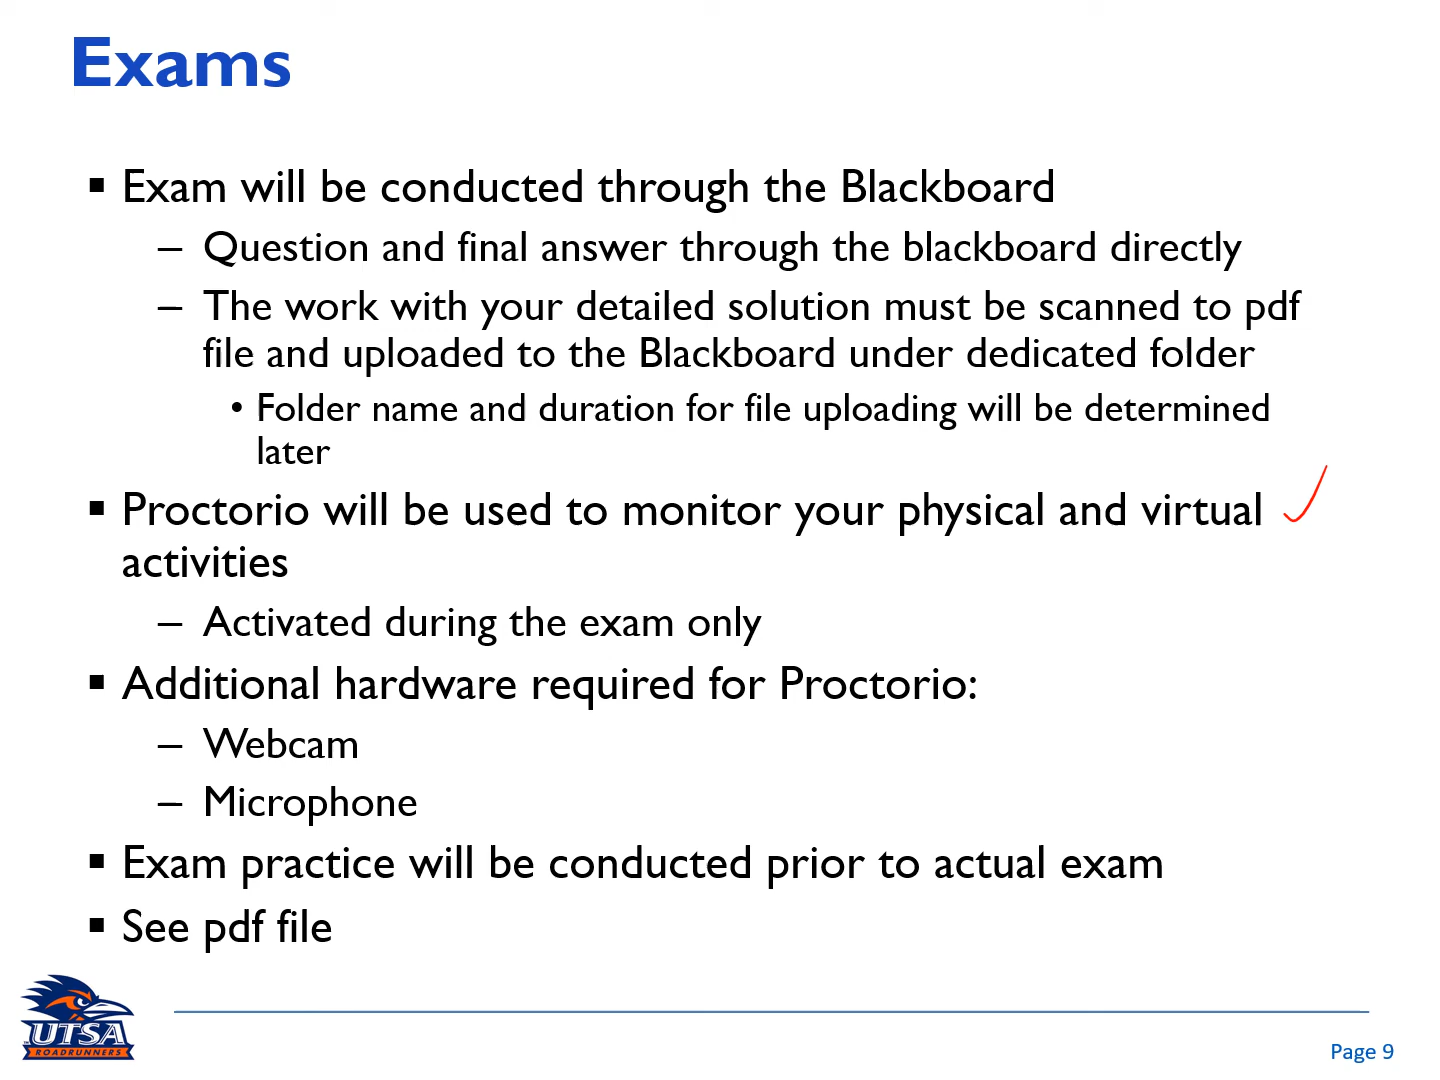 Exams
▪ Exam will be conducted through the Blackboard
– Question and final answer through the blackboard directly
– The work with your detailed solution must be scanned to pdf
file and uploaded to the Blackboard under dedicated folder
• Folder name and duration for file uploading will be determined
later
▪ Proctorio will be used to monitor your physical and virtual
activities
– Activated during the exam only
▪ Additional hardware required for Proctorio:
– Webcam
– Microphone
▪ Exam practice will be conducted prior to actual exam
▪ See pdf file
UTSA
ROADRUNNERS
Page 9